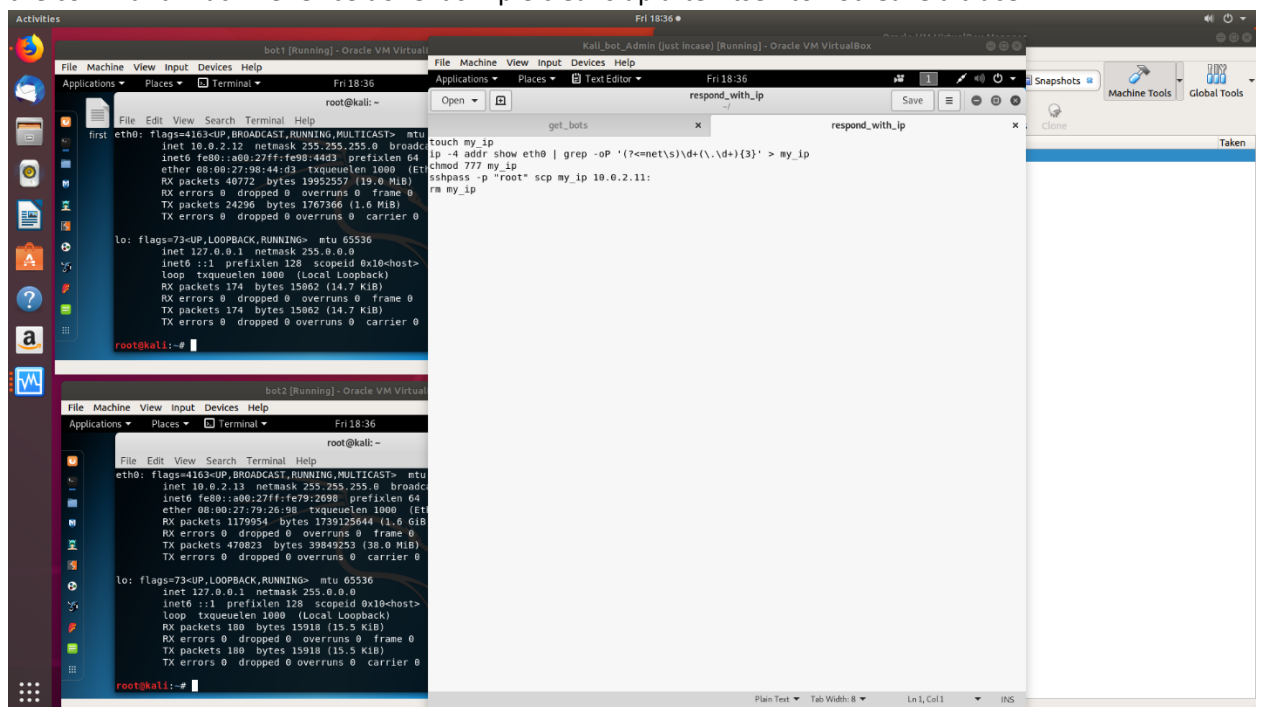 Activities
Fri 18:36
bot1 [Running] - Oracle VM Virtual
File Machine View Input Devices Help
Applications Places Terminal Fri 18:36
root@kali: ~
File Edit View Search Terminal Help
first
eth0: flags=4163<UP,BROADCAST,RUNNING,MULTICAST> mtu
inet 10.0.2.12 netmask 255.255.255.0 broadc
inet6 fe80::a00:27ff:fe98:44d3 prefixlen 64
ether 08:00:27:98:44:d3 txqueuelen 1000 (Et
RX packets 40772 bytes 19952557 (19.0 MiB)
RX errors 0 dropped 0 overruns 0 frame 0
TX packets 24296 bytes 1767366 (1.6 MiB)
TX errors 0 dropped 0 overruns 0 carrier 0
lo: flags=73<UP,LOOPBACK,RUNNING> mtu 65536
inet 127.0.0.1 netmask 255.0.0.0
inet6 ::1 prefixlen 128 scopeid 0x10<host>
loop txqueuelen 1000 (Local Loopback)
RX packets 174 bytes 15062 (14.7 KiB)
RX errors 0 dropped 0 overruns 0 frame 0
TX packets 174 bytes 15062 (14.7 KiB)
TX errors 0 dropped 0 overruns 0 carrier 0
root@kali:~#
bot2 [Running] - Oracle VM Virtual
File Machine View Input Devices Help
Applications Places Terminal Fri 18:36
root@kali: ~
File Edit View Search Terminal Help
eth0: flags=4163<UP,BROADCAST,RUNNING,MULTICAST> mtu
inet 10.0.2.13 netmask 255.255.255.0 broadc
inet6 fe80::a00:27ff:fe79:2698 prefixlen 64
ether 08:00:27:79:26:98 txqueuelen 1000 (Et
RX packets 1179954 bytes 1739125644 (1.6 GiB
RX errors 0 dropped 0 overruns 0 frame 0
TX packets 470823 bytes 39849253 (38.0 MiB)
TX errors 0 dropped 0 overruns 0 carrier 0
lo: flags=73<UP,LOOPBACK,RUNNING> mtu 65536
inet 127.0.0.1 netmask 255.0.0.0
inet6 ::1 prefixlen 128 scopeid 0x10<host>
loop txqueuelen 1000 (Local Loopback)
RX packets 180 bytes 15918 (15.5 KiB)
RX errors 0 dropped 0 overruns 0 frame 0
TX packets 180 bytes 15918 (15.5 KiB)
TX errors 0 dropped 0 overruns 0 carrier 0
root@kali:~#
Kali_bot_Admin (just incase) [Running] - Oracle VM VirtualBox
File Machine View Input Devices Help
Applications Places Text Editor Fri 18:36 1
Open respond_with_ip Save
~/
get_bots respond_with_ip
touch my_ip
ip -4 addr show eth0 | grep -oP '(?<=net\s)\d+(\.\d+){3}' > my_ip
chmod 777 my_ip
sshpass -p "root" scp my_ip 10.0.2.11:
rm my_ip
Plain Text Tab Width: 8 Ln 1, Col 1 INS
Snapshots
Machine Tools Global Tools
Clone
Taken